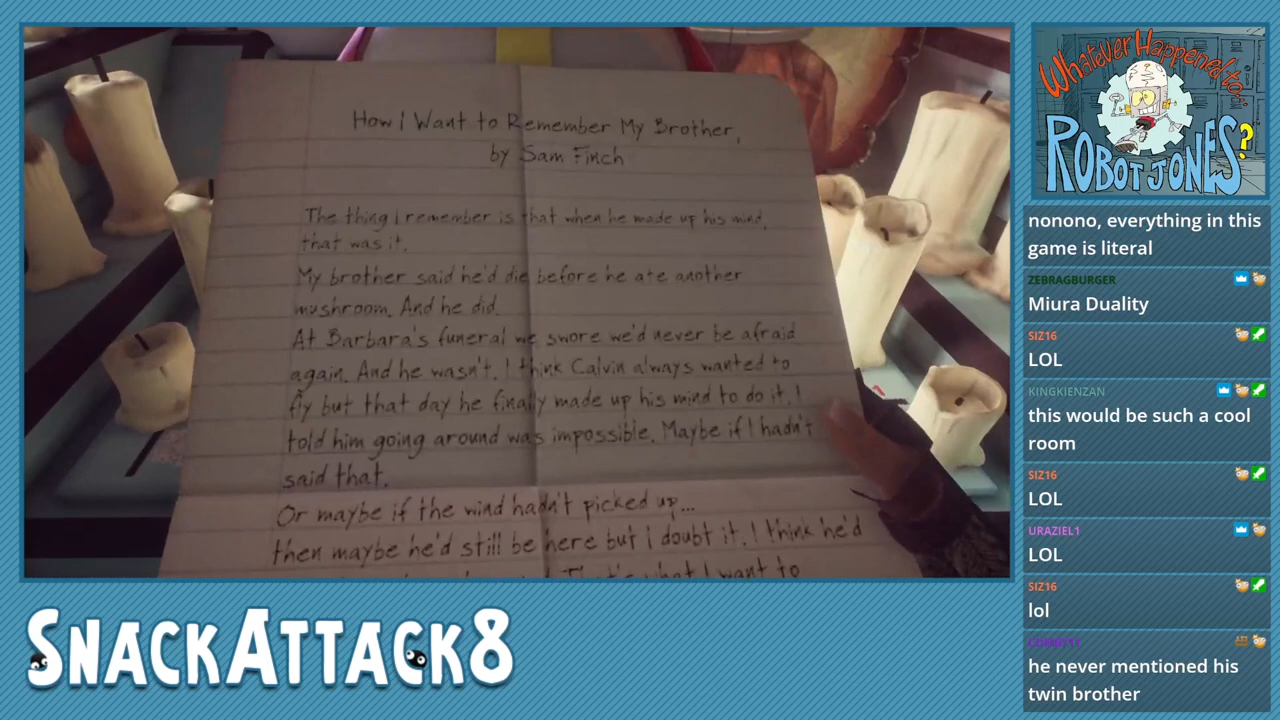 How I Want to Remember My Brother,
by Sam Finch
The thing I remember is that when he made up his mind,
that was it.
My brother said he'd die before he ate another
mushroom. And he did.
At Barbara's funeral we swore we'd never be afraid
again. And he wasn't. I think Calvin always wanted to
fly but that day he finally made up his mind to do it. I
told him going around was impossible. Maybe if I hadn't
said that.
Or maybe if the wind hadn't picked up...
then maybe he'd still be here but I doubt it. I think he'd
That's what I want to
Whatever Happened to...
ROBOT JONES?
nonono, everything in this
game is literal
ZEBRAGBURGER
Miura Duality
SIZ16
LOL
KINGKIENZAN
this would be such a cool
room
SIZ16
LOL
URAZIEL1
LOL
SIZ16
lol
he never mentioned his
twin brother
SNACKATTACK8